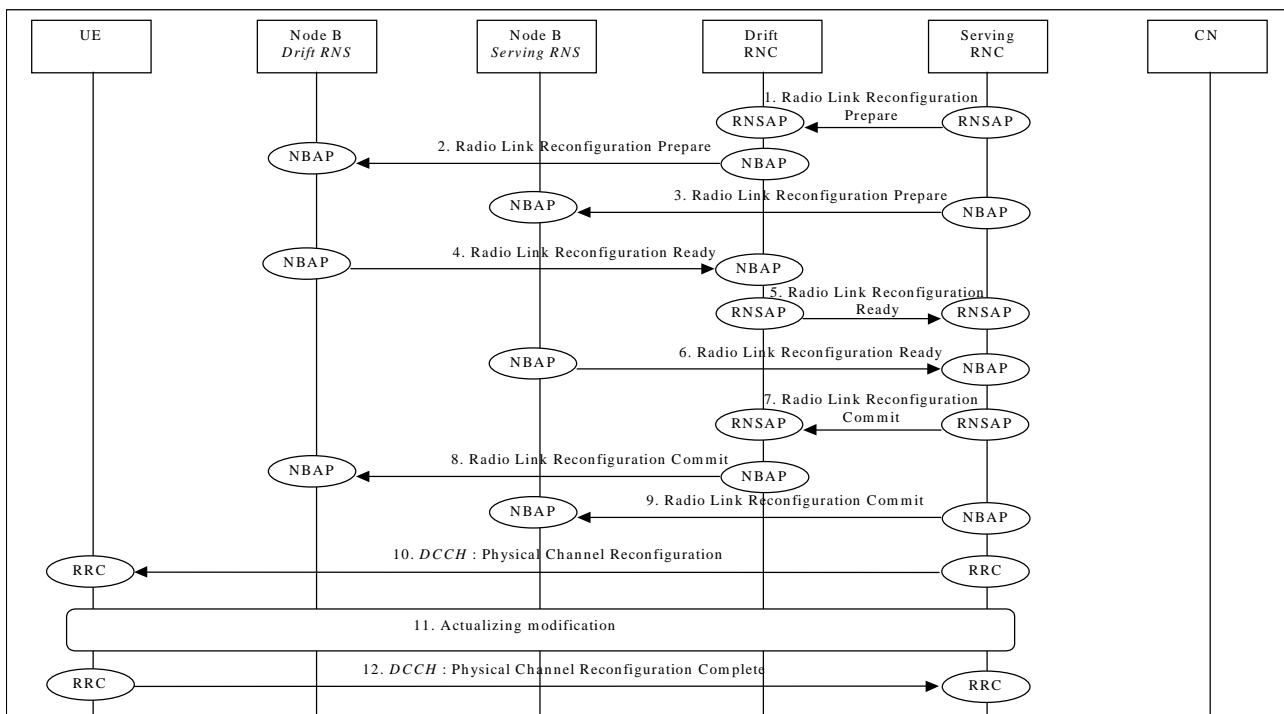 UE
Node B
Drift RNS
Node B
Serving RNS
Drift
RNC
Serving
RNC
CN
1. Radio Link Reconfiguration
Prepare
RNSAP
RNSAP
2. Radio Link Reconfiguration Prepare
NBAP
NBAP
3. Radio Link Reconfiguration Prepare
NBAP
NBAP
4. Radio Link Reconfiguration Ready
NBAP
NBAP
5. Radio Link Reconfiguration
Ready
RNSAP
RNSAP
6. Radio Link Reconfiguration Ready
NBAP
NBAP
7. Radio Link Reconfiguration
Commit
RNSAP
RNSAP
8. Radio Link Reconfiguration Commit
NBAP
NBAP
9. Radio Link Reconfiguration Commit
NBAP
NBAP
10. DCCH : Physical Channel Reconfiguration
RRC
RRC
11. Actualizing modification
12. DCCH : Physical Channel Reconfiguration Complete
RRC
RRC